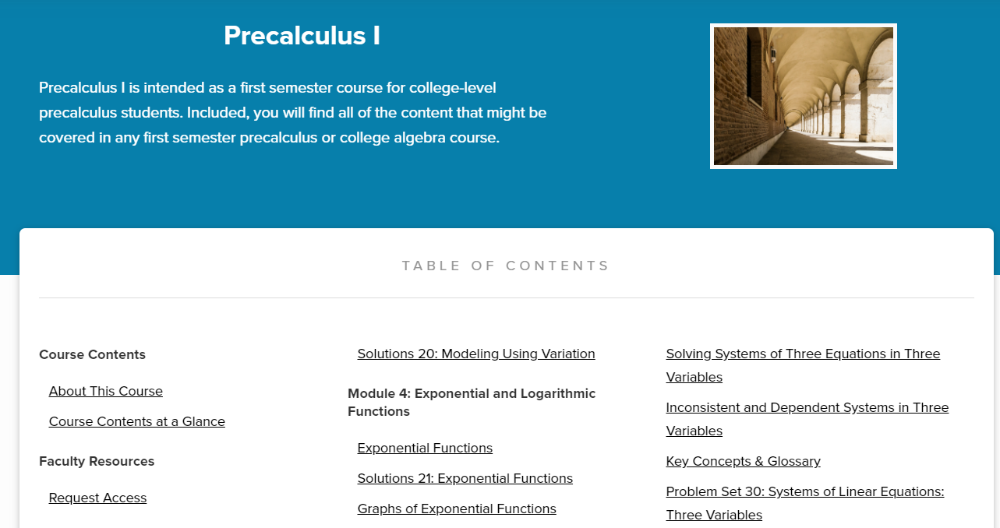 Precalculus I
Precalculus I is intended as a first semester course for college-level
precalculus students. Included, you will find all of the content that might be
covered in any first semester precalculus or college algebra course.
TABLE OF CONTENTS
Course Contents
About This Course
Course Contents at a Glance
Faculty Resources
Request Access
Solutions 20: Modeling Using Variation
Module 4: Exponential and Logarithmic
Functions
Exponential Functions
Solutions 21: Exponential Functions
Graphs of Exponential Functions
Solving Systems of Three Equations in Three
Variables
Inconsistent and Dependent Systems in Three
Variables
Key Concepts & Glossary
Problem Set 30: Systems of Linear Equations:
Three Variables